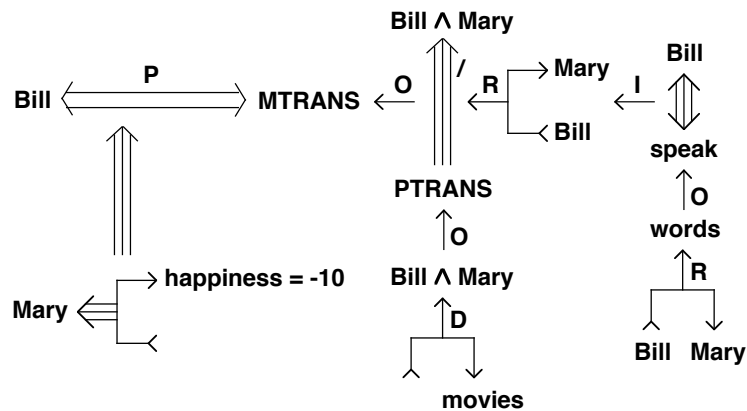 Bill ∧ Mary
Bill
P
MTRANS
O
/
R
Mary
Bill
I
Bill
speak
O
words
R
Bill Mary
PTRANS
O
Bill ∧ Mary
D
movies
Mary
happiness = -10